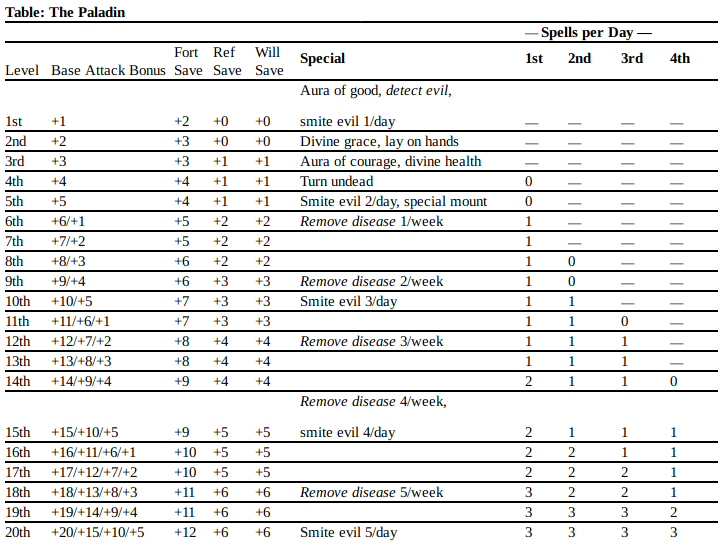 Table: The Paladin
— Spells per Day —
Fort Ref Will
Level Base Attack Bonus Save Save Save Special 1st 2nd 3rd 4th
Aura of good, detect evil,
1st +1 +2 +0 +0 smite evil 1/day — — — —
2nd +2 +3 +0 +0 Divine grace, lay on hands — — — —
3rd +3 +3 +1 +1 Aura of courage, divine health — — — —
4th +4 +4 +1 +1 Turn undead 0 — — —
5th +5 +4 +1 +1 Smite evil 2/day, special mount 0 — — —
6th +6/+1 +5 +2 +2 Remove disease 1/week 1 — — —
7th +7/+2 +5 +2 +2 1 — — —
8th +8/+3 +6 +2 +2 1 0 — —
9th +9/+4 +6 +3 +3 Remove disease 2/week 1 0 — —
10th +10/+5 +7 +3 +3 Smite evil 3/day 1 1 — —
11th +11/+6/+1 +7 +3 +3 1 1 0 —
12th +12/+7/+2 +8 +4 +4 Remove disease 3/week 1 1 1 —
13th +13/+8/+3 +8 +4 +4 1 1 1 —
14th +14/+9/+4 +9 +4 +4 2 1 1 0
Remove disease 4/week,
15th +15/+10/+5 +9 +5 +5 smite evil 4/day 2 1 1 1
16th +16/+11/+6/+1 +10 +5 +5 2 2 1 1
17th +17/+12/+7/+2 +10 +5 +5 2 2 2 1
18th +18/+13/+8/+3 +11 +6 +6 Remove disease 5/week 3 2 2 1
19th +19/+14/+9/+4 +11 +6 +6 3 3 3 2
20th +20/+15/+10/+5 +12 +6 +6 Smite evil 5/day 3 3 3 3